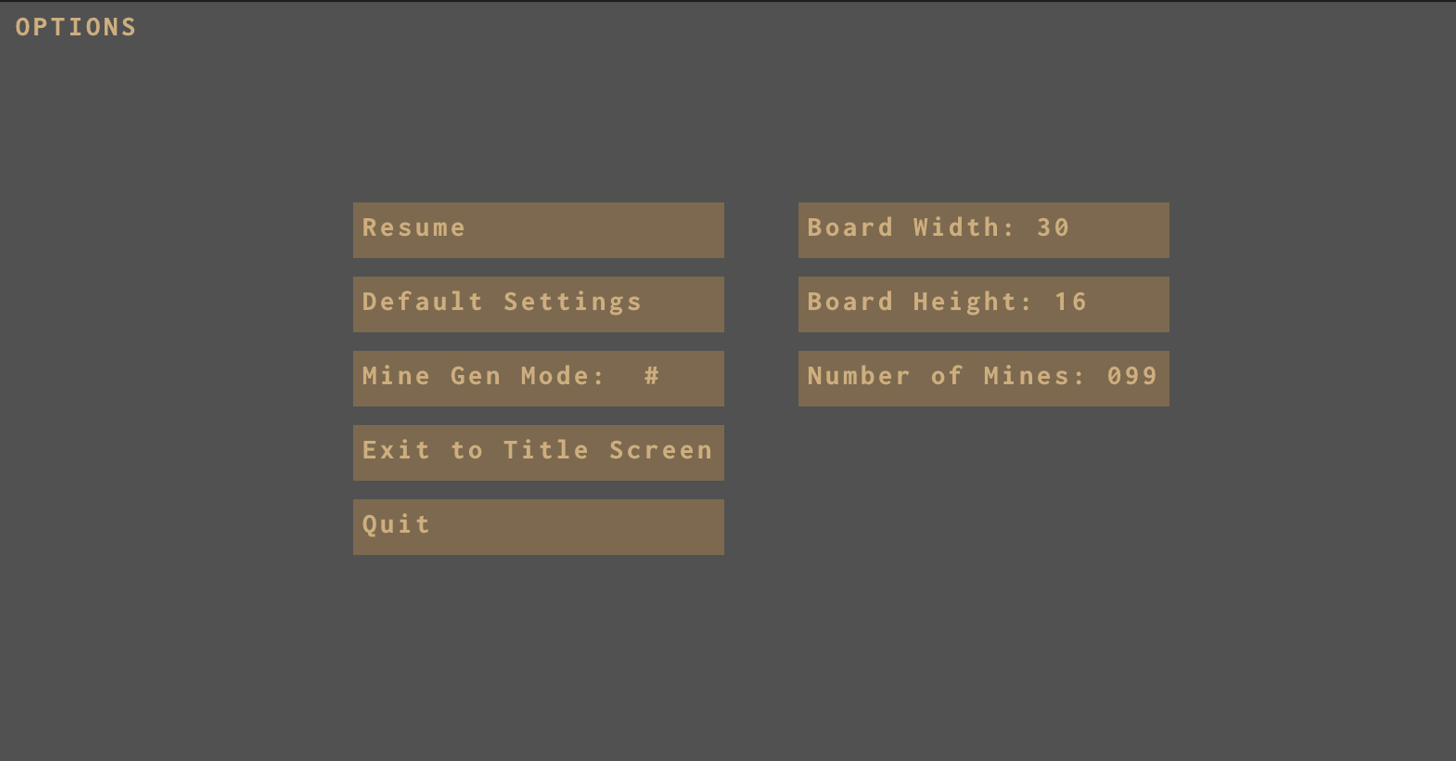 OPTIONS
Resume
Default Settings
Mine Gen Mode:  #
Exit to Title Screen
Quit
Board Width: 30
Board Height: 16
Number of Mines: 099